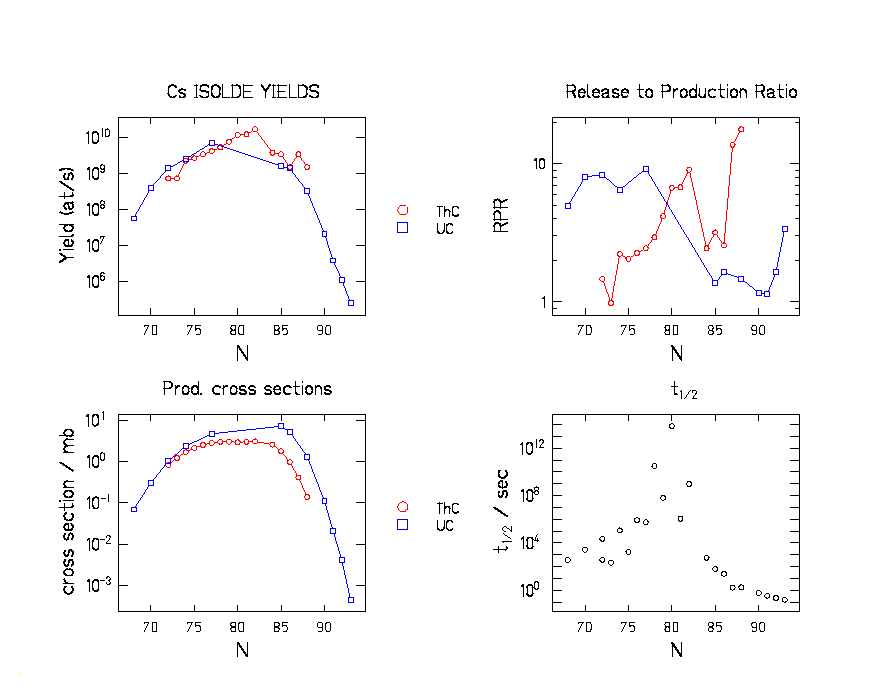 Cs ISOLDE YIELDS
Yield (at/s)
10^10
10^9
10^8
10^7
10^6
70 75 80 85 90
N
ThC
UC
Release to Production Ratio
RPR
10
1
70 75 80 85 90
N
Prod. cross sections
cross section / mb
10^1
10^0
10^-1
10^-2
10^-3
70 75 80 85 90
N
ThC
UC
t_1/2
t_1/2 / sec
10^12
10^8
10^4
10^0
70 75 80 85 90
N